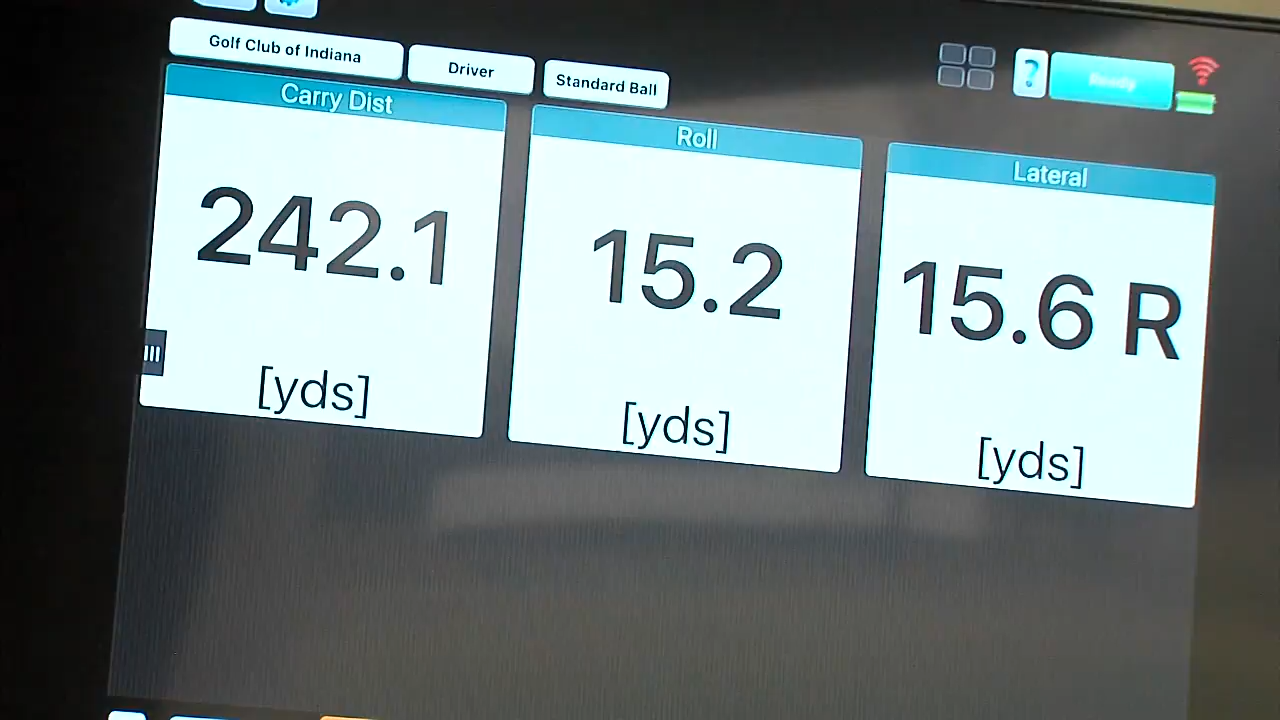 Golf Club of Indiana
Driver
Standard Ball
?
Ready
Carry Dist
242.1
[yds]
Roll
15.2
[yds]
Lateral
15.6 R
[yds]